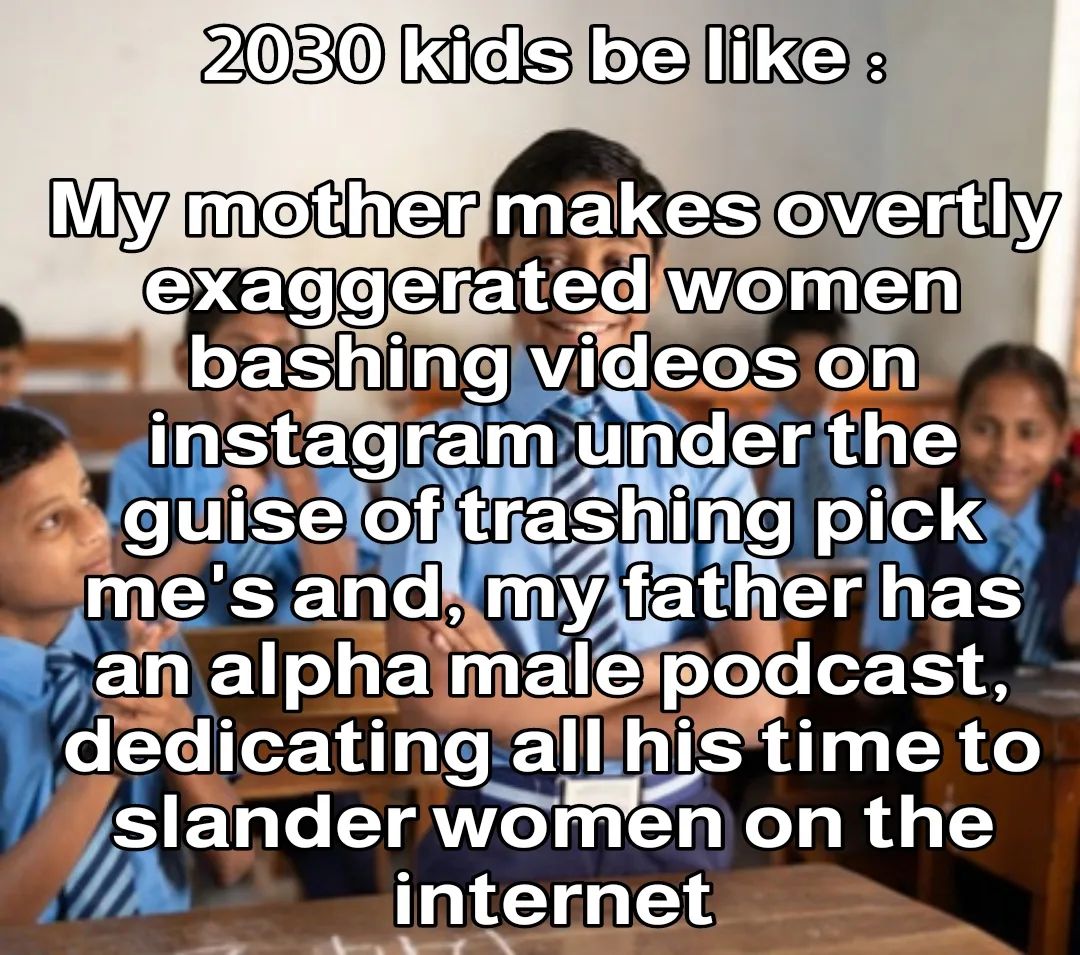 2030 kids be like :
My mother makes overtly
exaggerated women
bashing videos on
instagram under the
guise of trashing pick
me's and, my father has
an alpha male podcast,
dedicating all his time to
slander women on the
internet